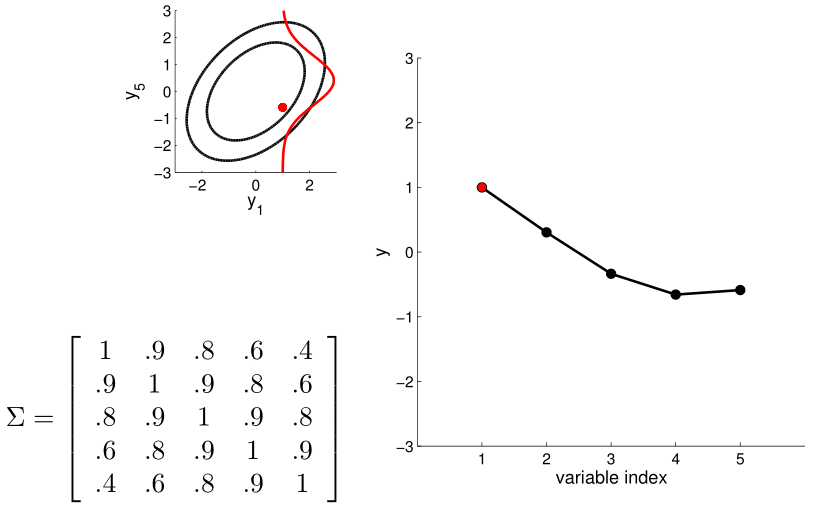 3
2
1
0
−1
−2
−3
y5
−2 0 2
y1
3
2
1
0
−1
−2
−3
y
1 2 3 4 5
variable index
Σ =
1 .9 .8 .6 .4
.9 1 .9 .8 .6
.8 .9 1 .9 .8
.6 .8 .9 1 .9
.4 .6 .8 .9 1